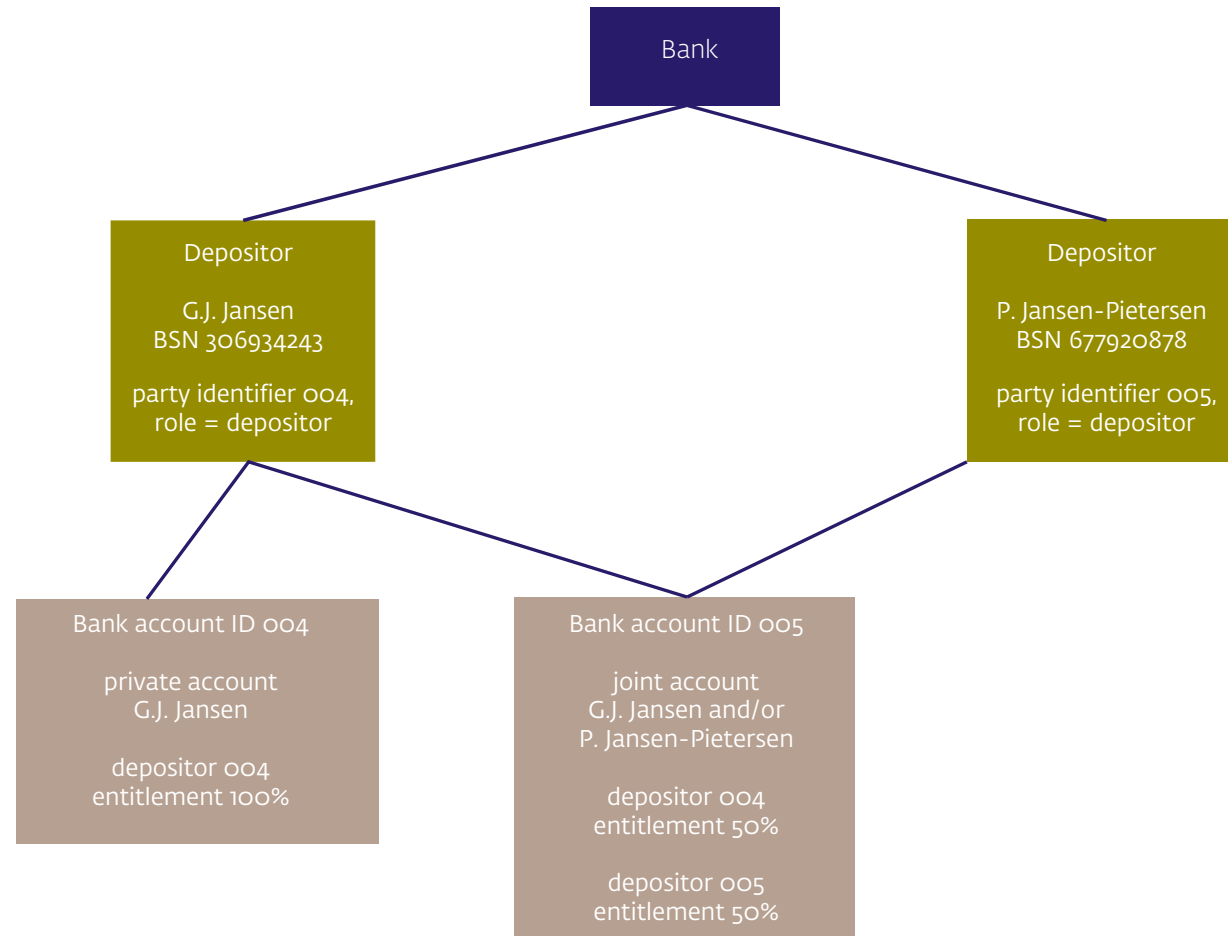 Bank
Depositor
G.J. Jansen
BSN 306934243
party identifier 004,
role = depositor
Depositor
P. Jansen-Pietersen
BSN 677920878
party identifier 005,
role = depositor
Bank account ID 004
private account
G.J. Jansen
depositor 004
entitlement 100%
Bank account ID 005
joint account
G.J. Jansen and/or
P. Jansen-Pietersen
depositor 004
entitlement 50%
depositor 005
entitlement 50%